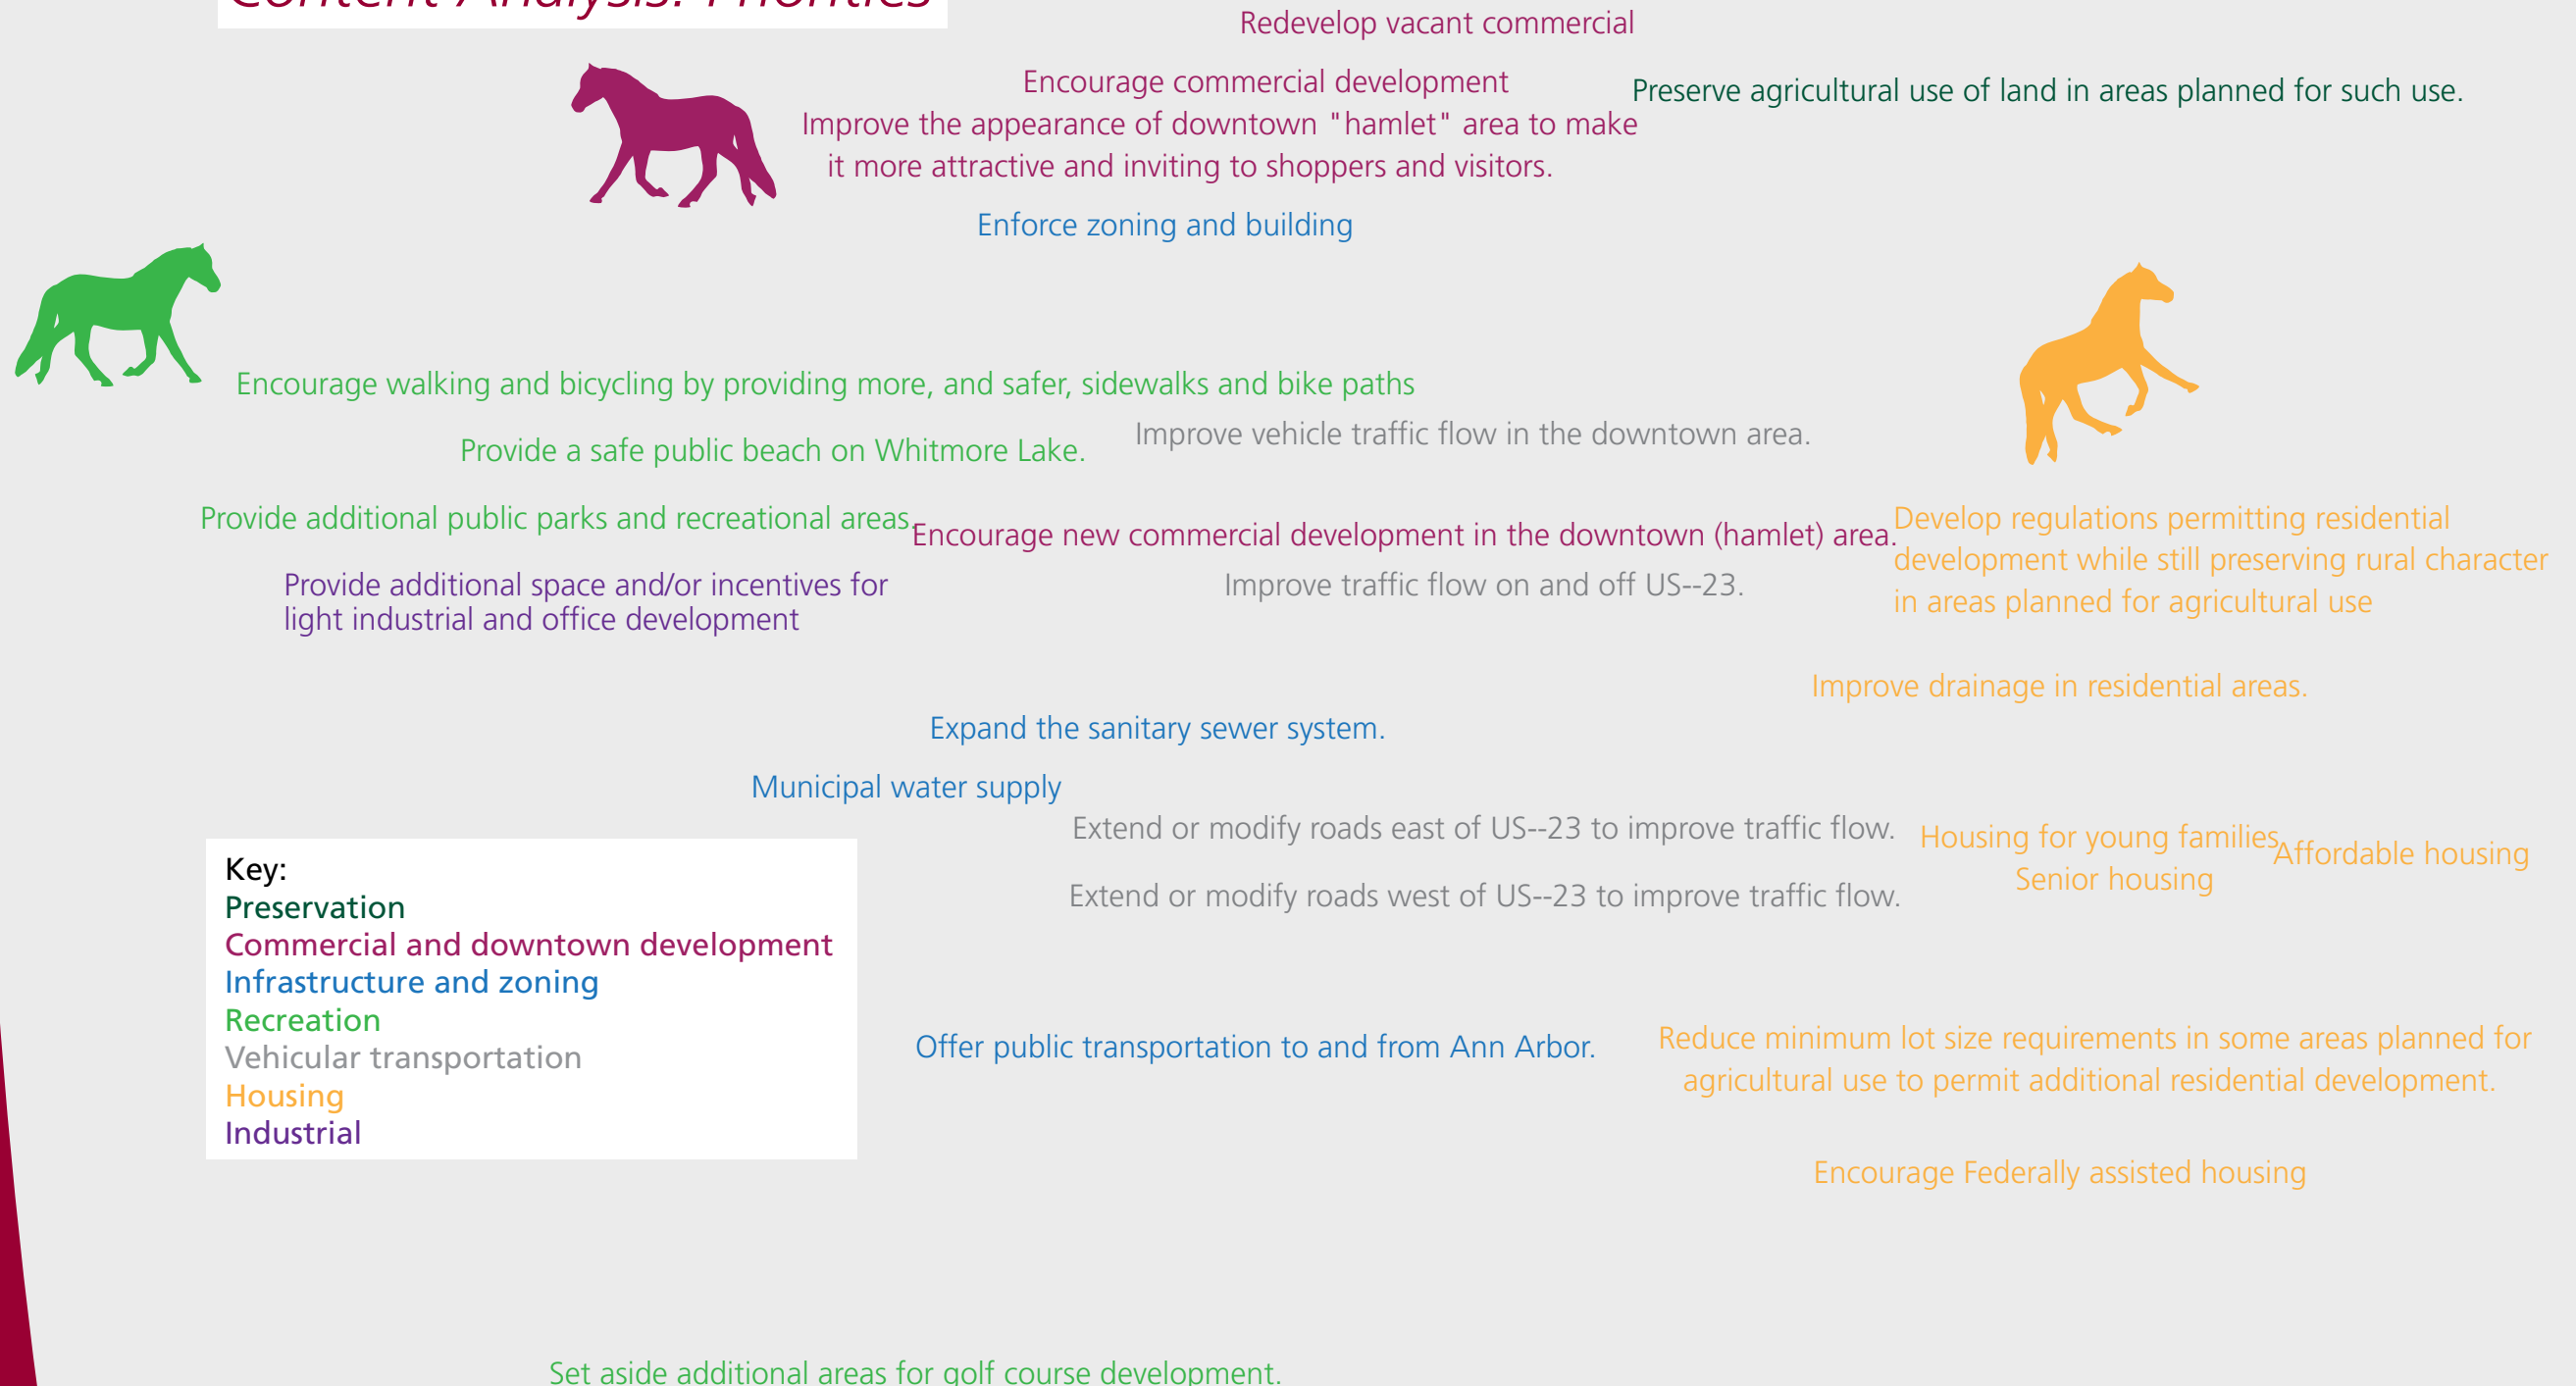 Content Analysis: Priorities
Redevelop vacant commercial
Encourage commercial development
Preserve agricultural use of land in areas planned for such use.
Improve the appearance of downtown "hamlet" area to make
it more attractive and inviting to shoppers and visitors.
Enforce zoning and building
Encourage walking and bicycling by providing more, and safer, sidewalks and bike paths
Improve vehicle traffic flow in the downtown area.
Provide a safe public beach on Whitmore Lake.
Provide additional public parks and recreational areas.
Encourage new commercial development in the downtown (hamlet) area.
Develop regulations permitting residential
development while still preserving rural character
in areas planned for agricultural use
Provide additional space and/or incentives for
light industrial and office development
Improve traffic flow on and off US--23.
Improve drainage in residential areas.
Expand the sanitary sewer system.
Municipal water supply
Extend or modify roads east of US--23 to improve traffic flow.
Housing for young families
Affordable housing
Senior housing
Extend or modify roads west of US--23 to improve traffic flow.
Key:
Preservation
Commercial and downtown development
Infrastructure and zoning
Recreation
Vehicular transportation
Housing
Industrial
Offer public transportation to and from Ann Arbor.
Reduce minimum lot size requirements in some areas planned for
agricultural use to permit additional residential development.
Encourage Federally assisted housing
Set aside additional areas for golf course development.